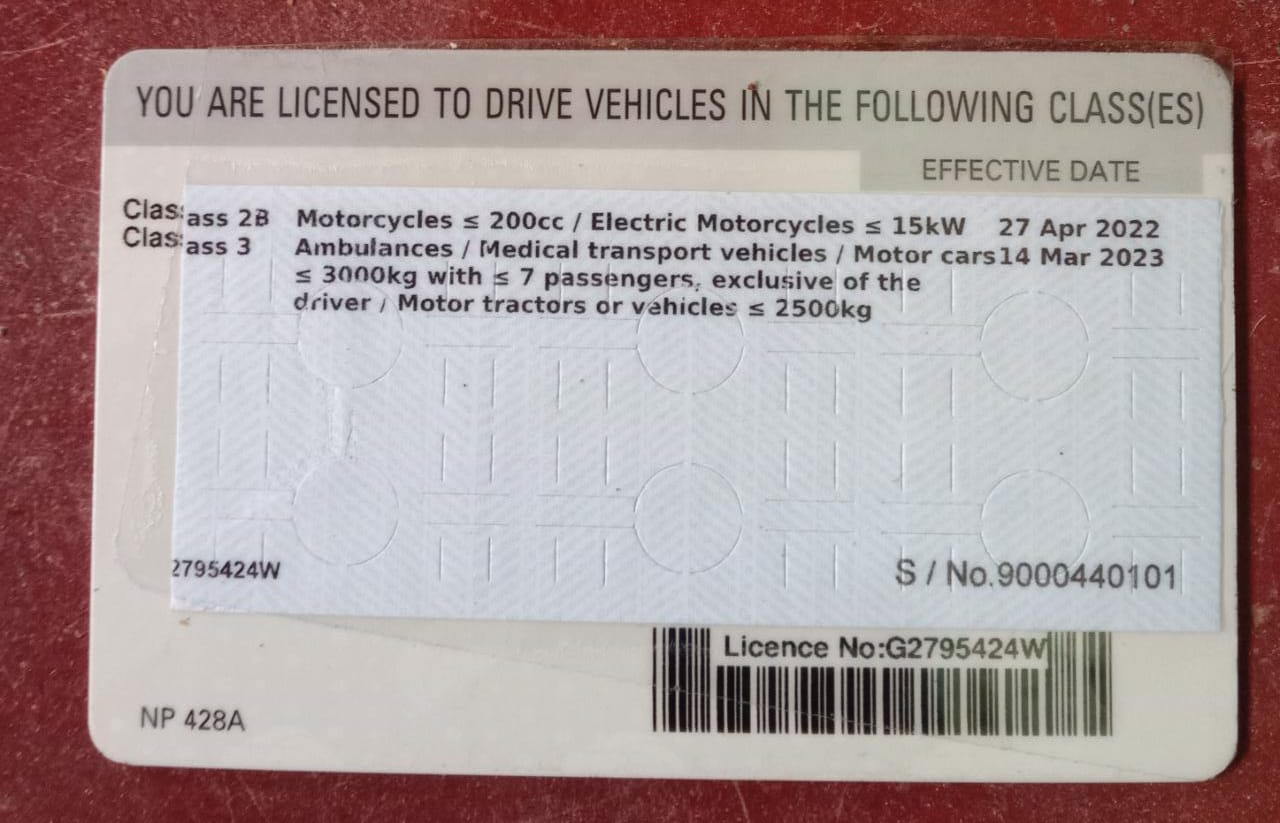 YOU ARE LICENSED TO DRIVE VEHICLES IN THE FOLLOWING CLASS(ES)
EFFECTIVE DATE
Clas ass 2B Motorcycles ≤ 200cc / Electric Motorcycles ≤ 15kW 27 Apr 2022
Clas ass 3 Ambulances / Medical transport vehicles / Motor cars 14 Mar 2023
≤ 3000kg with ≤ 7 passengers, exclusive of the
driver / Motor tractors or vehicles ≤ 2500kg
2795424W S / No.9000440101
Licence No:G2795424W
NP 428A